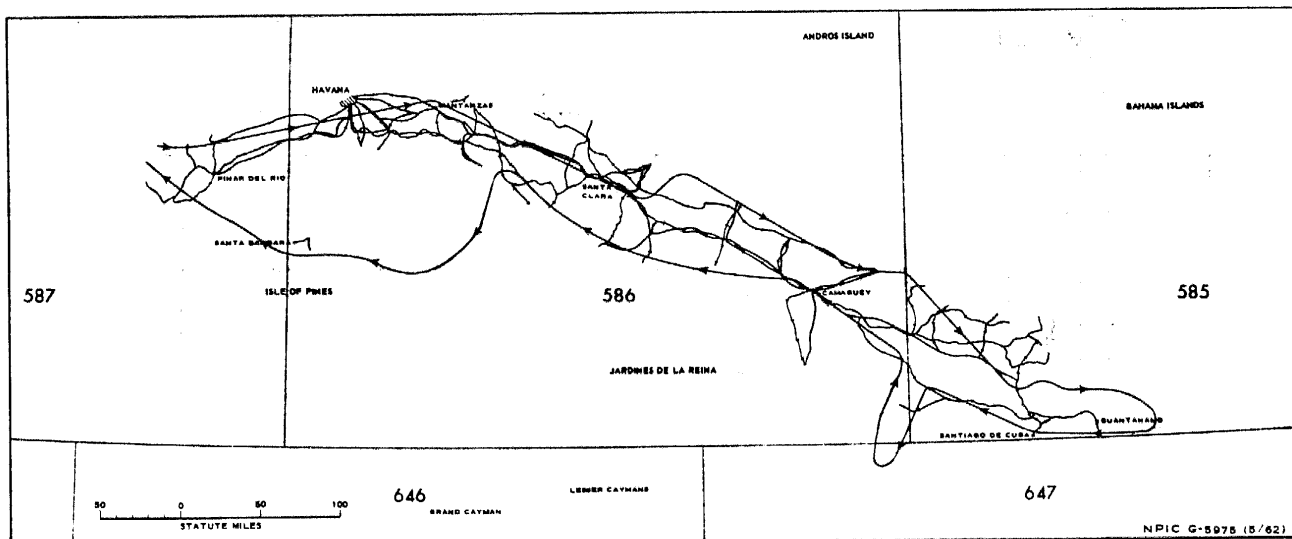 ANDROS ISLAND
HAVANA
MANTANZAS
BAHAMA ISLANDS
PINAR DEL RIO
SANTA
CLARA
SANTA BARBARA
587
ISLE OF PINES
586
CAMAGUEY
585
JARDINES DE LA REINA
GUANTANAMO
SANTIAGO DE CUBA
646
LESSER CAYMANS
647
GRAND CAYMAN
50 0 50 100
STATUTE MILES
NPIC G-5975 (5/62)